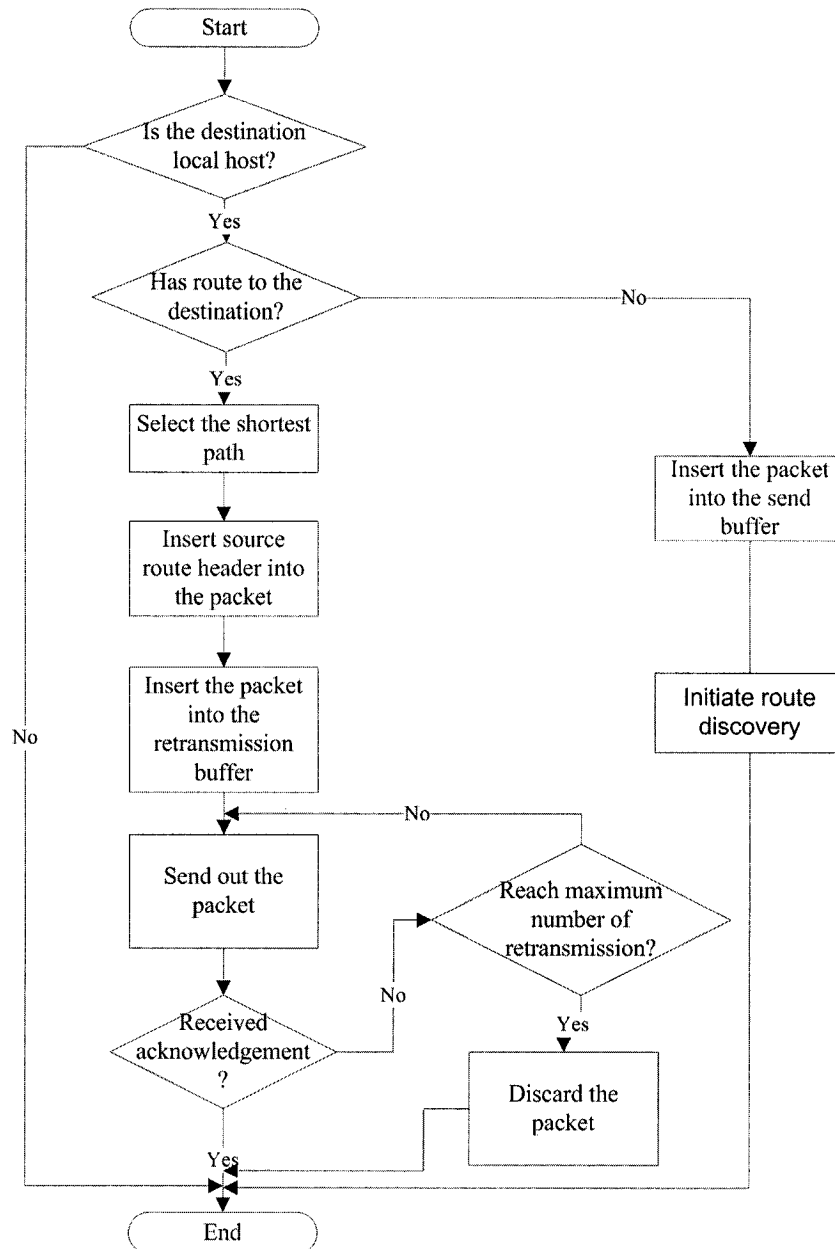 Start
Is the destination
local host?
Yes
Has route to the
destination?
No
Yes
Select the shortest
path
Insert the packet
into the send
buffer
Insert source
route header into
the packet
Insert the packet
into the
retransmission
buffer
Initiate route
discovery
No
No
Send out the
packet
Reach maximum
number of
retransmission?
No
Yes
Received
acknowledgement
?
Discard the
packet
Yes
End